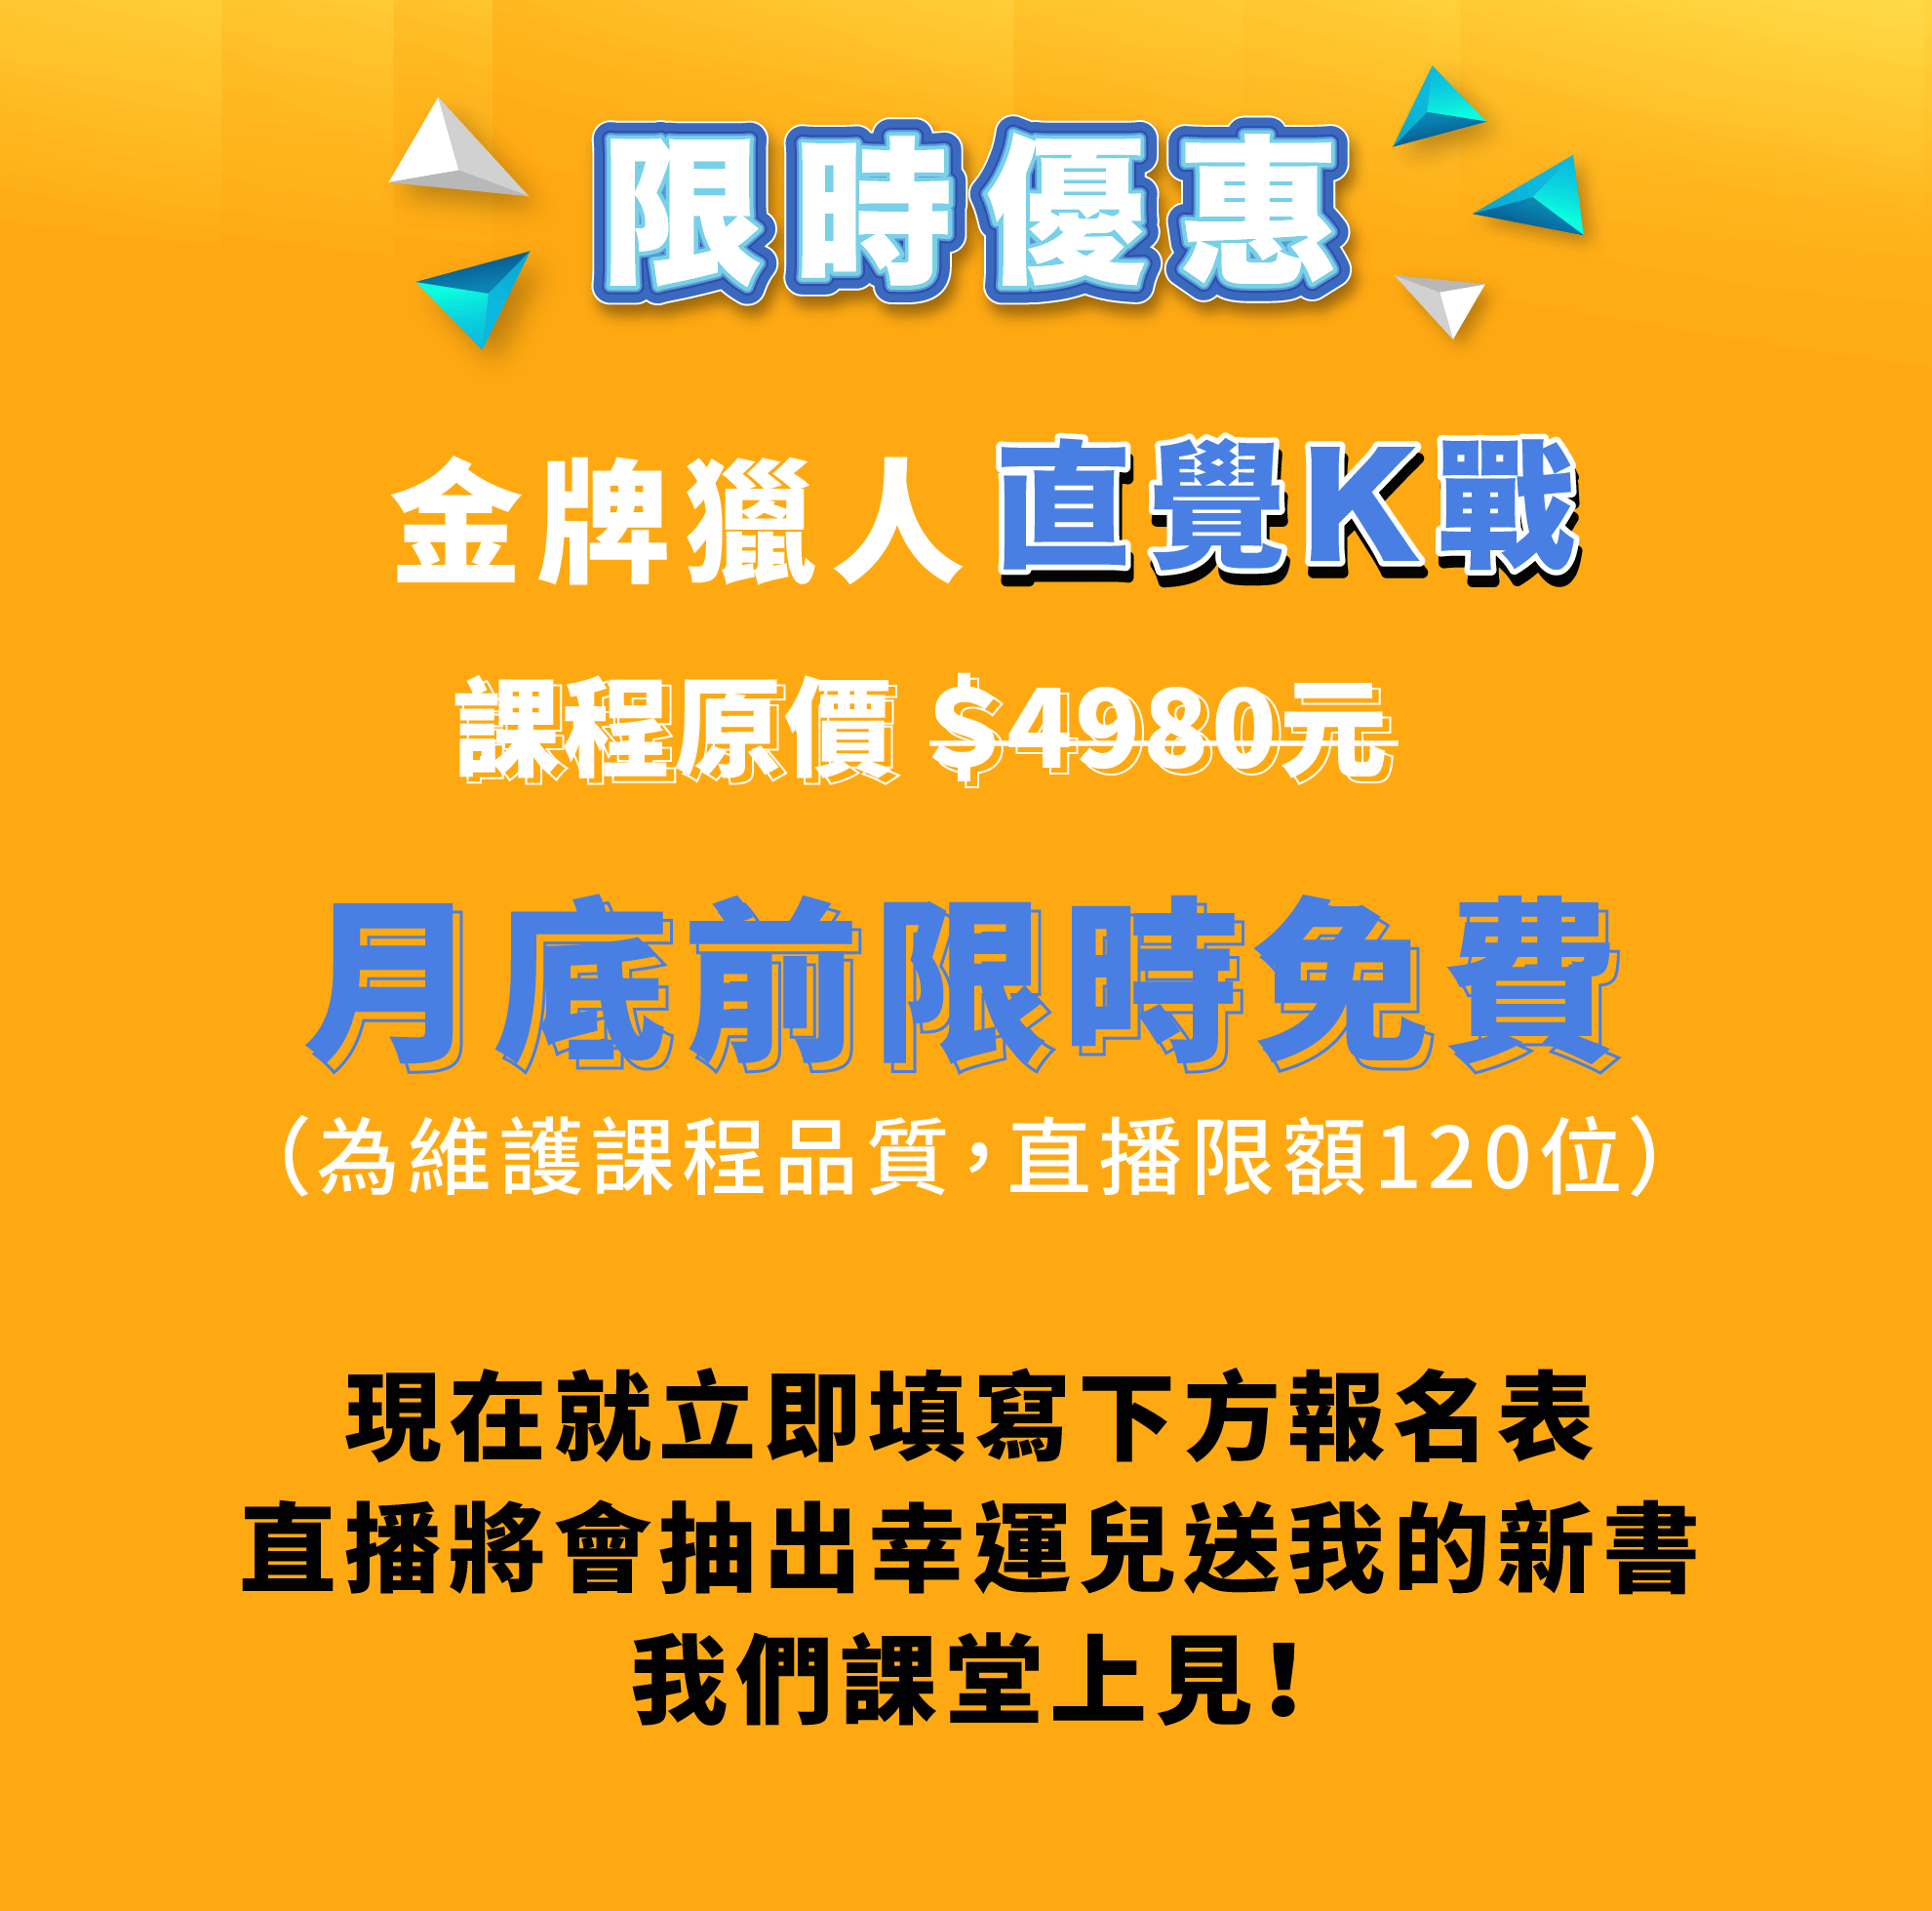 限時優惠
金牌獵人直覺K戰
課程原價 $4980元
月底前限時免費
（為維護課程品質，直播限額120位）
現在就立即填寫下方報名表
直播將會抽出幸運兒送我的新書
我們課堂上見！